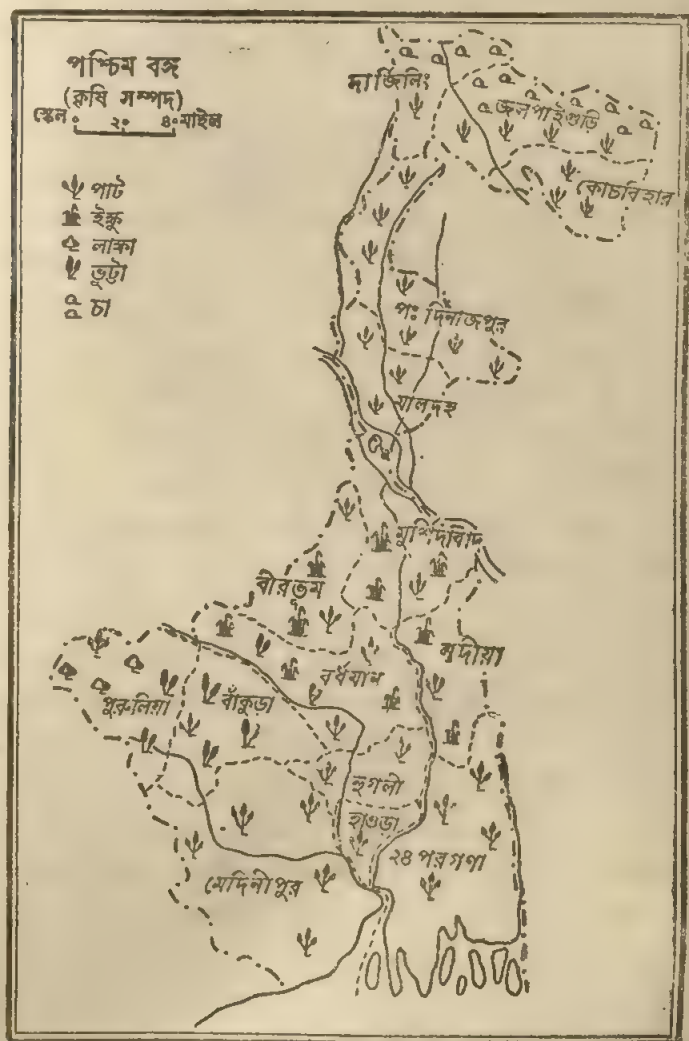 পশ্চিম বঙ্গ
(কৃষি সম্পদ)
স্কেল ০ ২০ ৪০ মাইল
পাট
ইক্ষু
লাক্ষা
ভূট্টা
চা
দার্জিলিং
জলপাইগুড়ি
কোচবিহার
পঃ দিনাজপুর
মালদহ
মুর্শিদাবাদ
বীরভূম
নদীয়া
বর্ধমান
পুরুলিয়া
বাঁকুড়া
হুগলী
হাওড়া
২৪ পরগণা
মেদিনীপুর